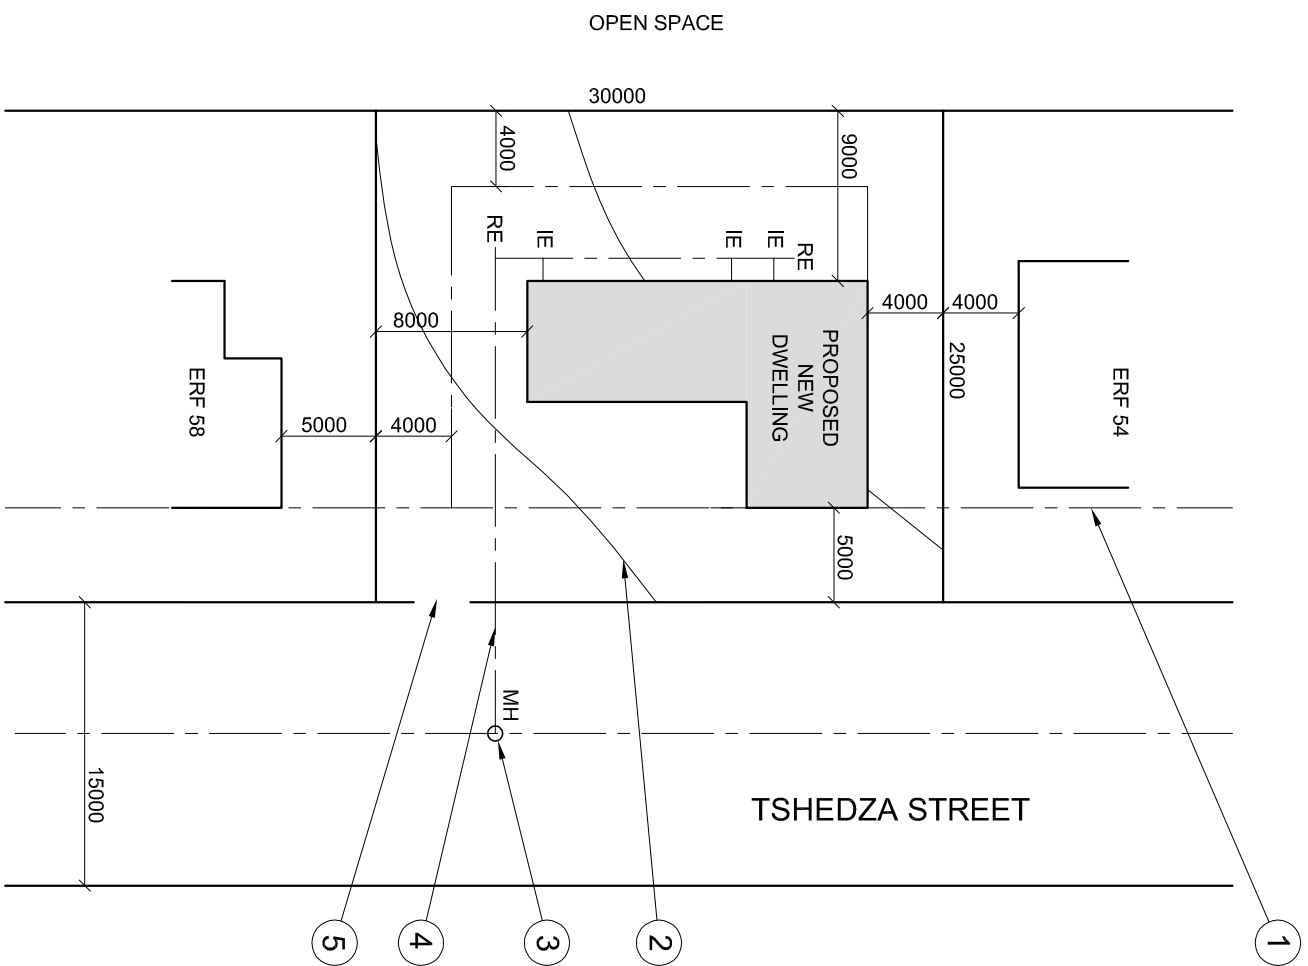 OPEN SPACE
30000
4000
9000
RE
IE
IE
IE
RE
8000
4000
4000
PROPOSED
NEW
DWELLING
25000
ERF 58
ERF 54
5000
4000
5000
MH
15000
TSHEDZA STREET
5
4
3
2
1